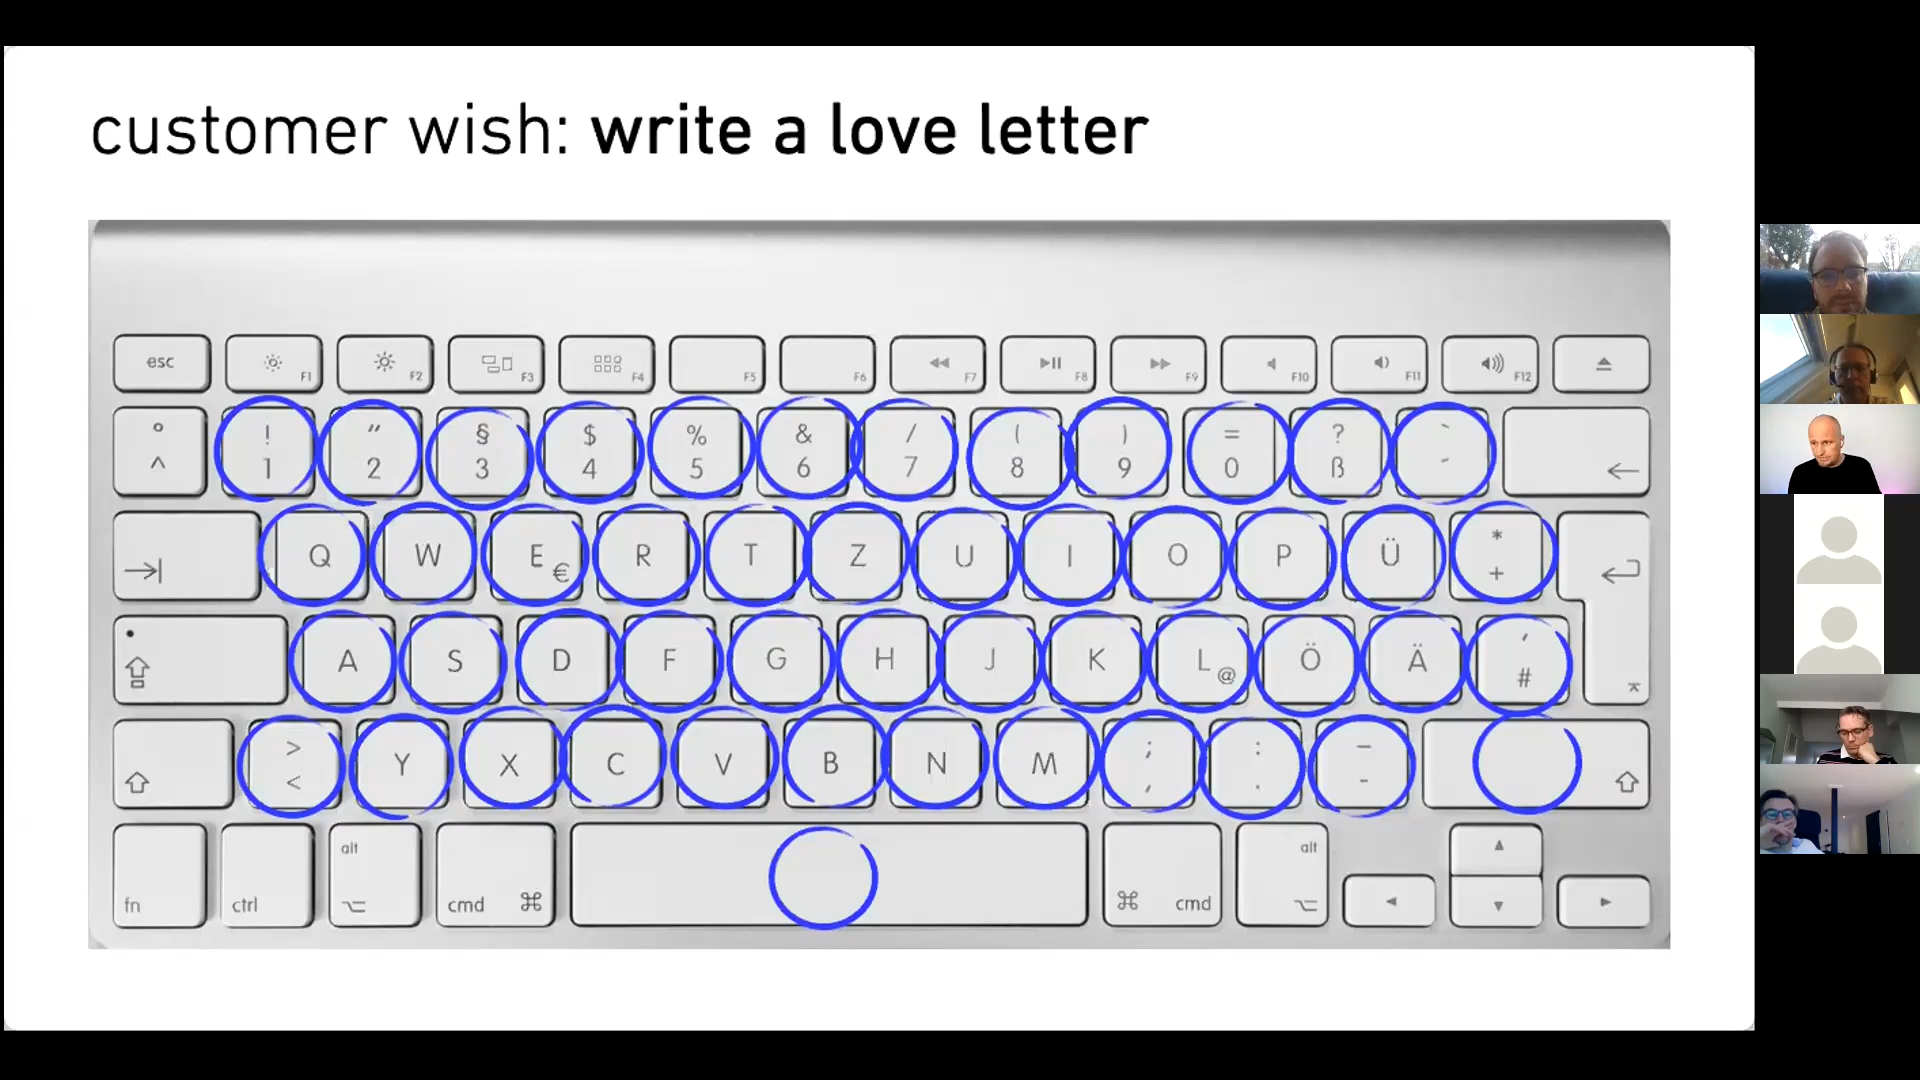 customer wish: write a love letter
esc F1 F2 F3 F4 F5 F6 F7 F8 F9 F10 F11 F12
° ! " § $ % & / ( ) = ? `
^ 1 2 3 4 5 6 7 8 9 0 ß ´
Q W E € R T Z U I O P Ü * +
A S D F G H J K L @ Ö Ä ' #
> < Y X C V B N M ; , : . _ -
fn ctrl alt cmd ⌘ ⌘ cmd alt